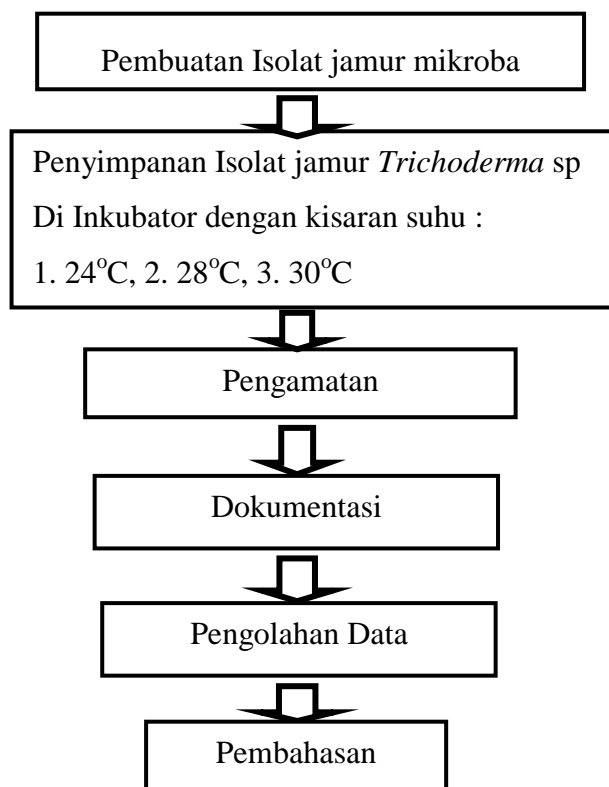 Pembuatan Isolat jamur mikroba
Penyimpanan Isolat jamur Trichoderma sp
Di Inkubator dengan kisaran suhu :
1. 24°C, 2. 28°C, 3. 30°C
Pengamatan
Dokumentasi
Pengolahan Data
Pembahasan